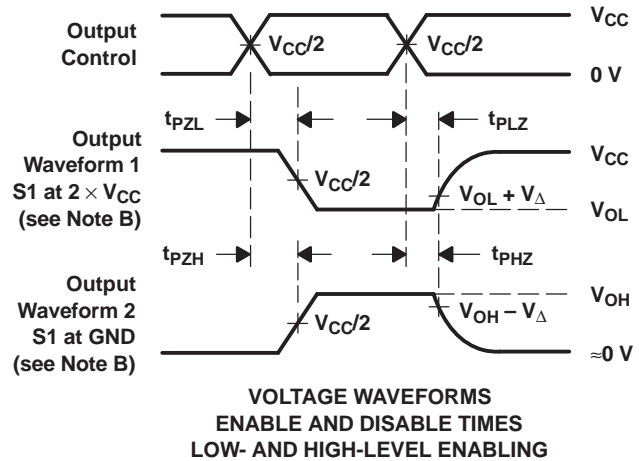 Output
Control
V_CC/2
V_CC/2
V_CC
0 V
t_PZL
t_PLZ
Output
Waveform 1
S1 at 2 × V_CC
(see Note B)
V_CC/2
V_CC
V_OL + V_Δ
V_OL
t_PZH
t_PHZ
Output
Waveform 2
S1 at GND
(see Note B)
V_CC/2
V_OH
V_OH − V_Δ
≈0 V
VOLTAGE WAVEFORMS
ENABLE AND DISABLE TIMES
LOW- AND HIGH-LEVEL ENABLING